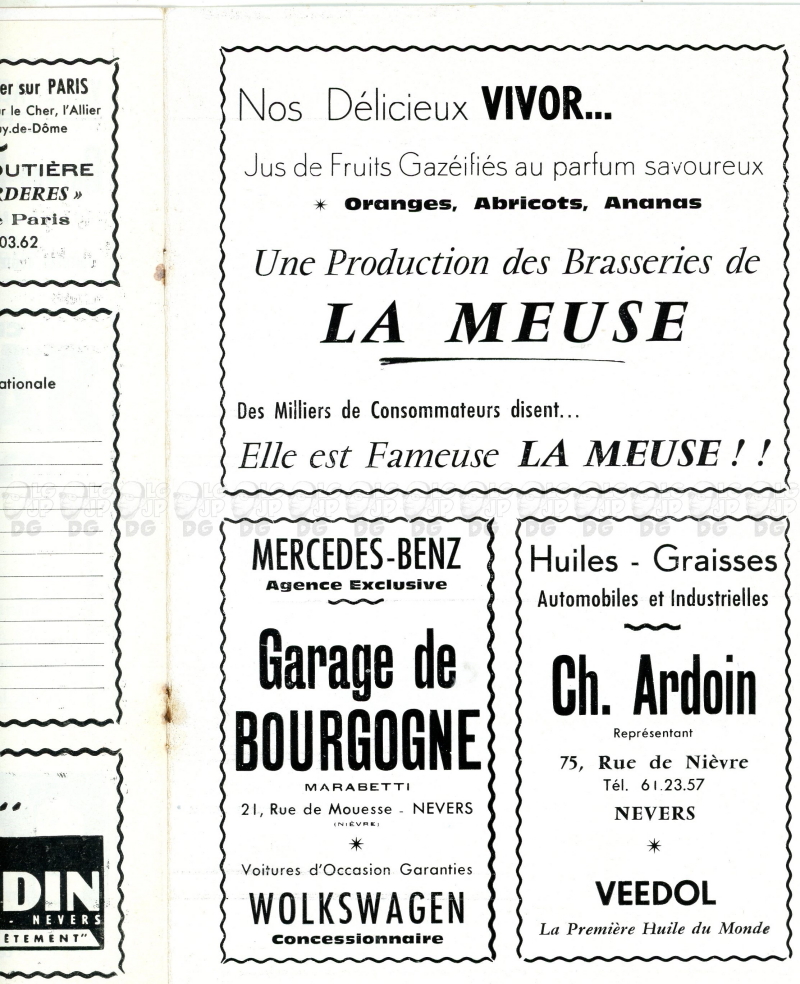 er sur PARIS
r le Cher, l'Allier
uy.de-Dôme
OUTIÈRE
RDERES »
e Paris
03.62
ationale
DIN
- NEVERS
ÊTEMENT"
Nos Délicieux VIVOR...
Jus de Fruits Gazéifiés au parfum savoureux
Oranges, Abricots, Ananas
Une Production des Brasseries de
LA MEUSE
Des Milliers de Consommateurs disent...
Elle est Fameuse LA MEUSE ! !
MERCEDES-BENZ
Agence Exclusive
Garage de
BOURGOGNE
MARABETTI
21, Rue de Mouesse - NEVERS
(NIÈVRE)
Voitures d'Occasion Garanties
WOLKSWAGEN
Concessionnaire
Huiles - Graisses
Automobiles et Industrielles
Ch. Ardoin
Représentant
75, Rue de Nièvre
Tél. 61.23.57
NEVERS
VEEDOL
La Première Huile du Monde